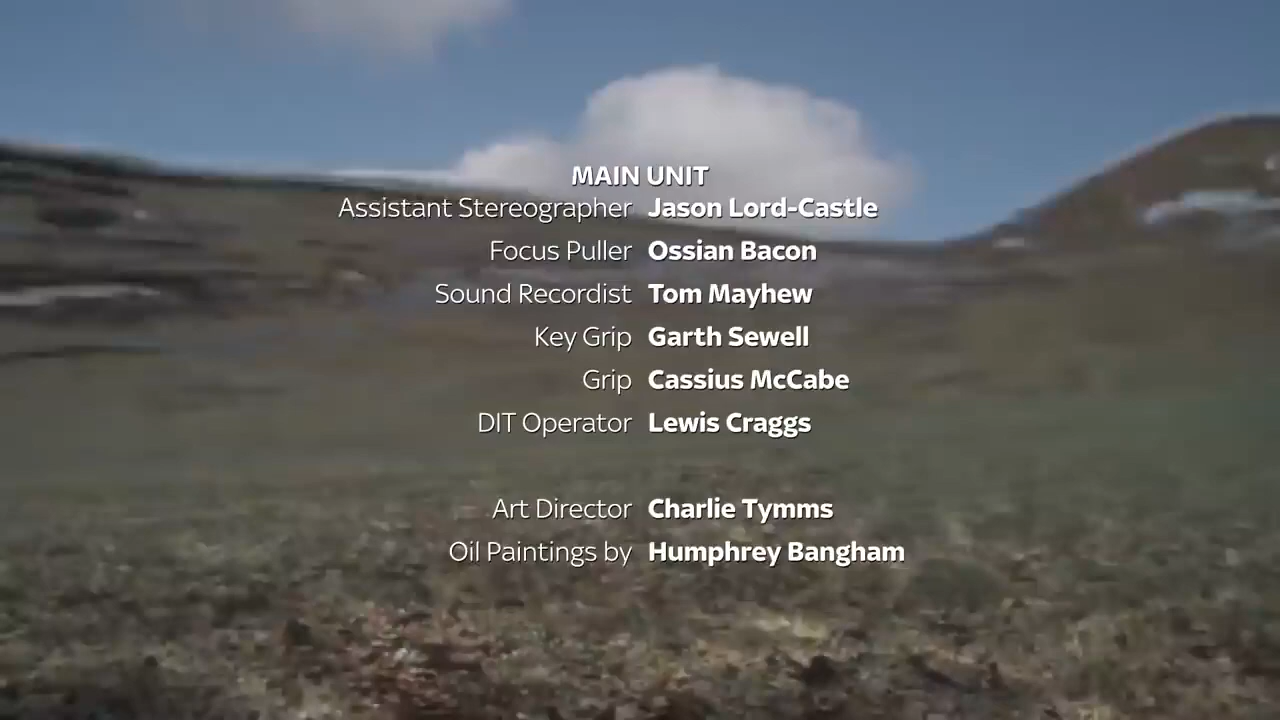 MAIN UNIT
Assistant Stereographer Jason Lord-Castle
Focus Puller Ossian Bacon
Sound Recordist Tom Mayhew
Key Grip Garth Sewell
Grip Cassius McCabe
DIT Operator Lewis Craggs
Art Director Charlie Tymms
Oil Paintings by Humphrey Bangham